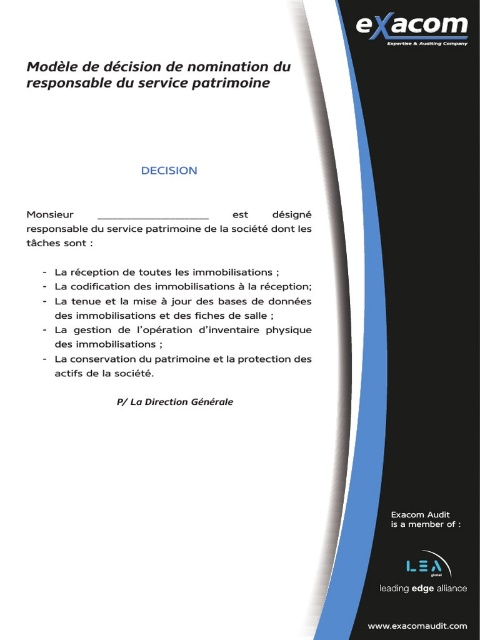 eXacom
Expertise & Auditing Company
Modèle de décision de nomination du
responsable du service patrimoine
DECISION
Monsieur ____________________ est désigné
responsable du service patrimoine de la société dont les
tâches sont :
- La réception de toutes les immobilisations ;
- La codification des immobilisations à la réception;
- La tenue et la mise à jour des bases de données
des immobilisations et des fiches de salle ;
- La gestion de l'opération d'inventaire physique
des immobilisations ;
- La conservation du patrimoine et la protection des
actifs de la société.
P/ La Direction Générale
Exacom Audit
is a member of :
LEA
global
leading edge alliance
www.exacomaudit.com